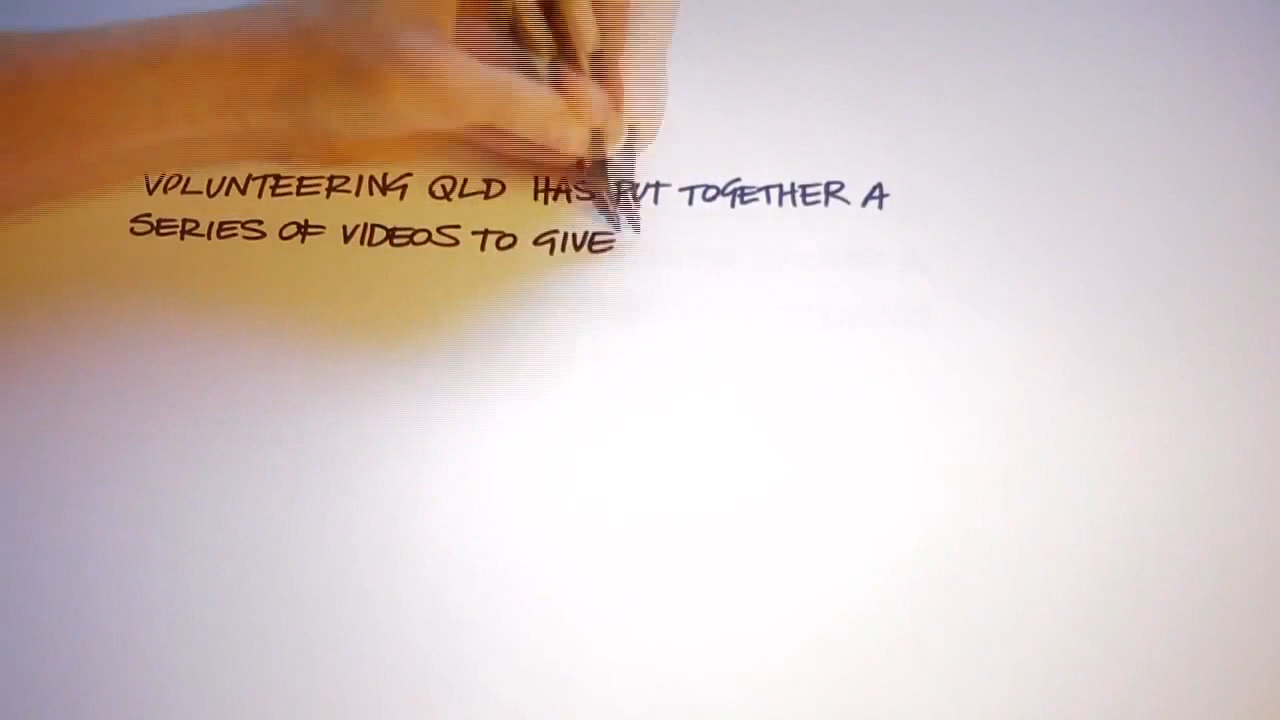 VOLUNTEERING QLD HAS PUT TOGETHER A
SERIES OF VIDEOS TO GIVE